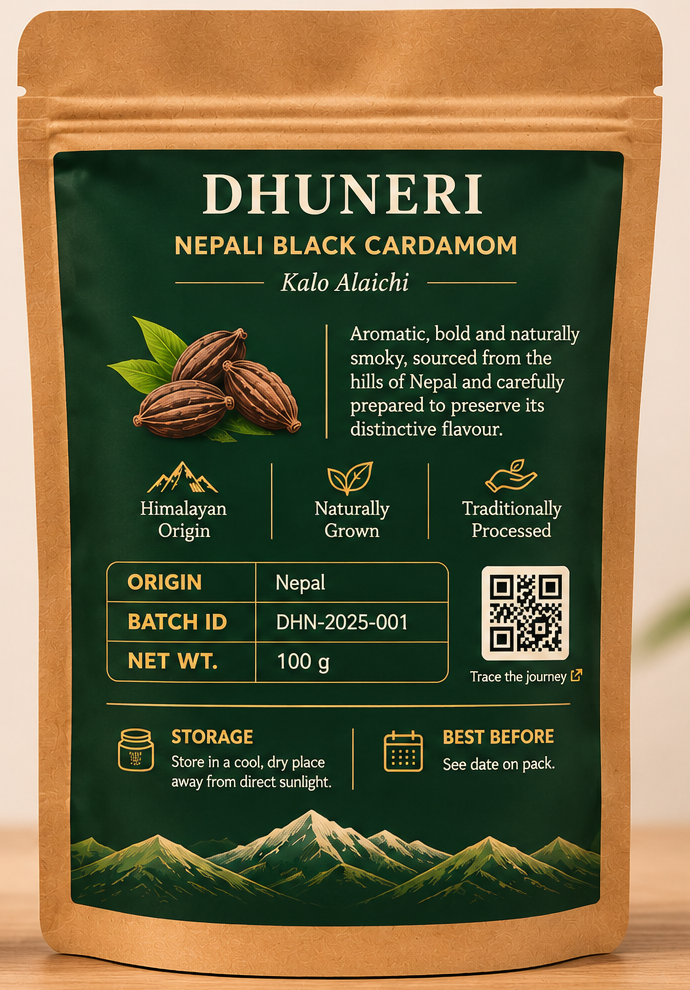 DHUNERI
NEPALI BLACK CARDAMOM
Kalo Alaichi
Aromatic, bold and naturally
smoky, sourced from the
hills of Nepal and carefully
prepared to preserve its
distinctive flavour.
Himalayan
Origin
Naturally
Grown
Traditionally
Processed
ORIGIN Nepal
BATCH ID DHN-2025-001
NET WT. 100 g
Trace the journey
STORAGE
Store in a cool, dry place
away from direct sunlight.
BEST BEFORE
See date on pack.